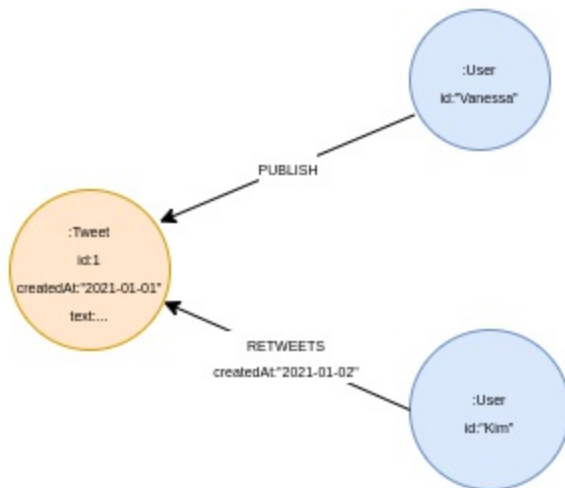 :User
id:"Vanessa"
PUBLISH
:Tweet
id:1
createdAt:"2021-01-01"
text:...
RETWEETS
createdAt:"2021-01-02"
:User
id:"Kim"